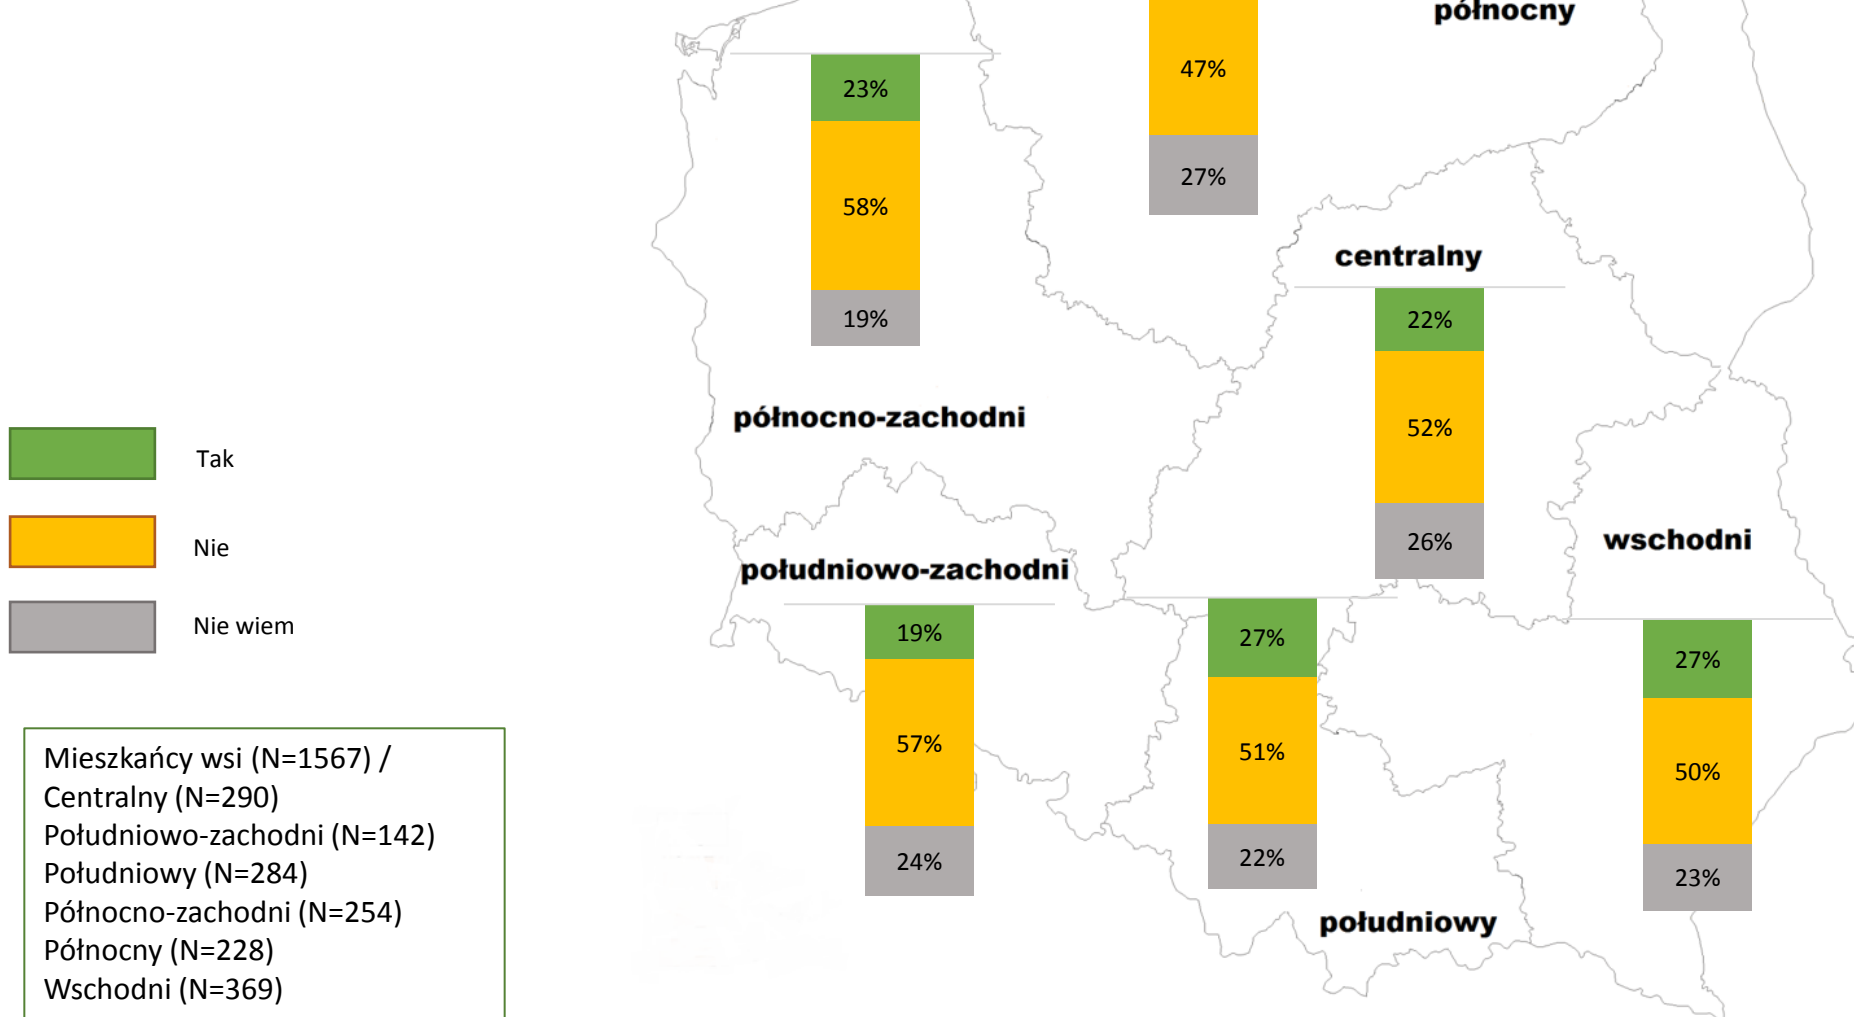 północny
47%
27%
23%
58%
19%
północno-zachodni
centralny
22%
52%
26%
południowo-zachodni
19%
57%
24%
27%
51%
22%
południowy
wschodni
27%
50%
23%
Tak
Nie
Nie wiem
Mieszkańcy wsi (N=1567) /
Centralny (N=290)
Południowo-zachodni (N=142)
Południowy (N=284)
Północno-zachodni (N=254)
Północny (N=228)
Wschodni (N=369)